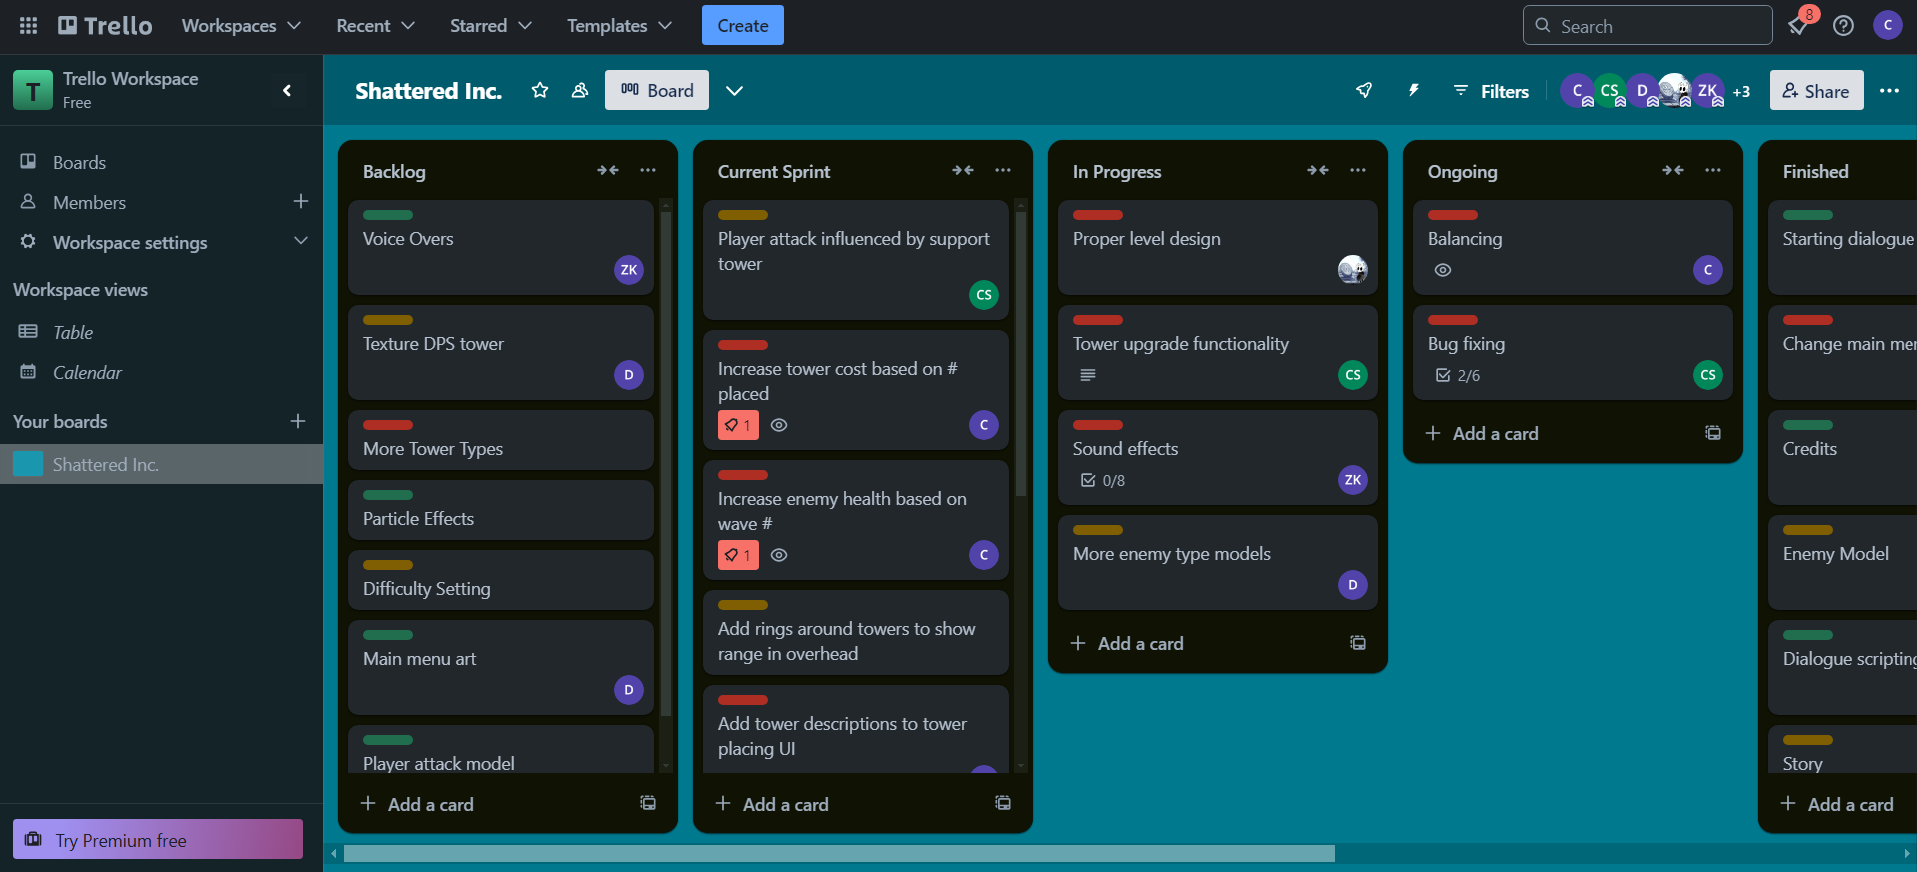 Trello
Workspaces
Recent
Starred
Templates
Create
Search
8
C
T
Trello Workspace
Free
Boards
Members
Workspace settings
Workspace views
Table
Calendar
Your boards
Shattered Inc.
Try Premium free
Shattered Inc.
Board
Filters
C
CS
D
ZK
+3
Share
Backlog
Voice Overs
ZK
Texture DPS tower
D
More Tower Types
Particle Effects
Difficulty Setting
Main menu art
D
Player attack model
Add a card
Current Sprint
Player attack influenced by support
tower
CS
Increase tower cost based on #
placed
1
C
Increase enemy health based on
wave #
1
C
Add rings around towers to show
range in overhead
Add tower descriptions to tower
placing UI
Add a card
In Progress
Proper level design
Tower upgrade functionality
CS
Sound effects
0/8
ZK
More enemy type models
D
Add a card
Ongoing
Balancing
C
Bug fixing
2/6
CS
Add a card
Finished
Starting dialogue
Change main me
Credits
Enemy Model
Dialogue scripting
Story
Add a card